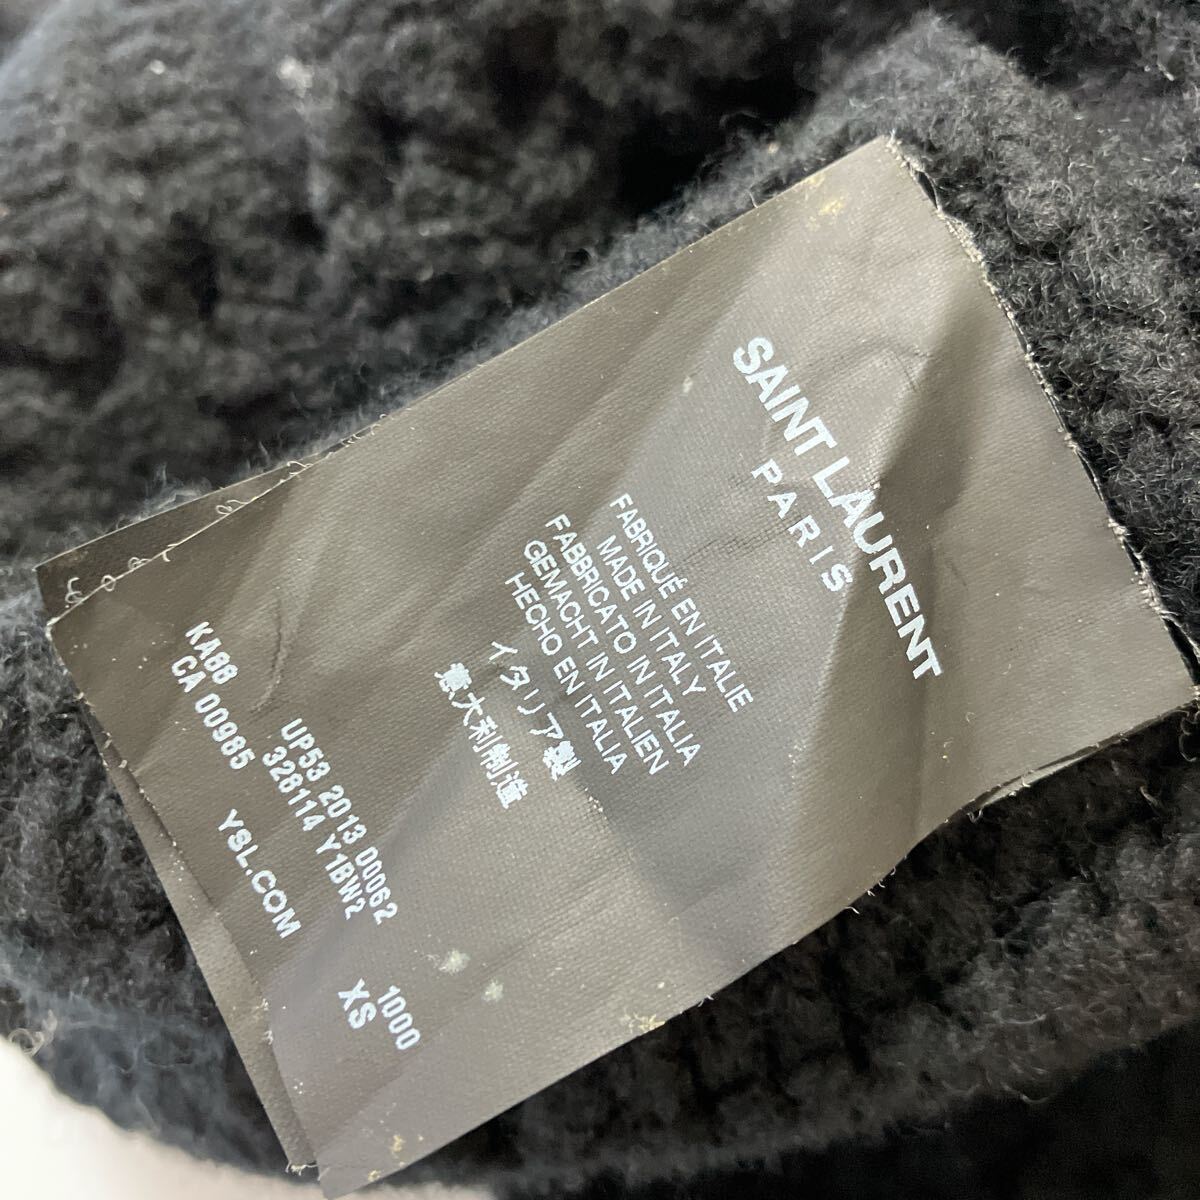 SAINT LAURENT
PARIS
FABRIQUÉ EN ITALIE
MADE IN ITALY
FABBRICATO IN ITALIA
GEMACHT IN ITALIEN
HECHO EN ITALIA
イタリア製
意大利制造
UP53 2013 00062 1000
328114 Y1BW2 XS
KA88
CA 00985 YSL.COM